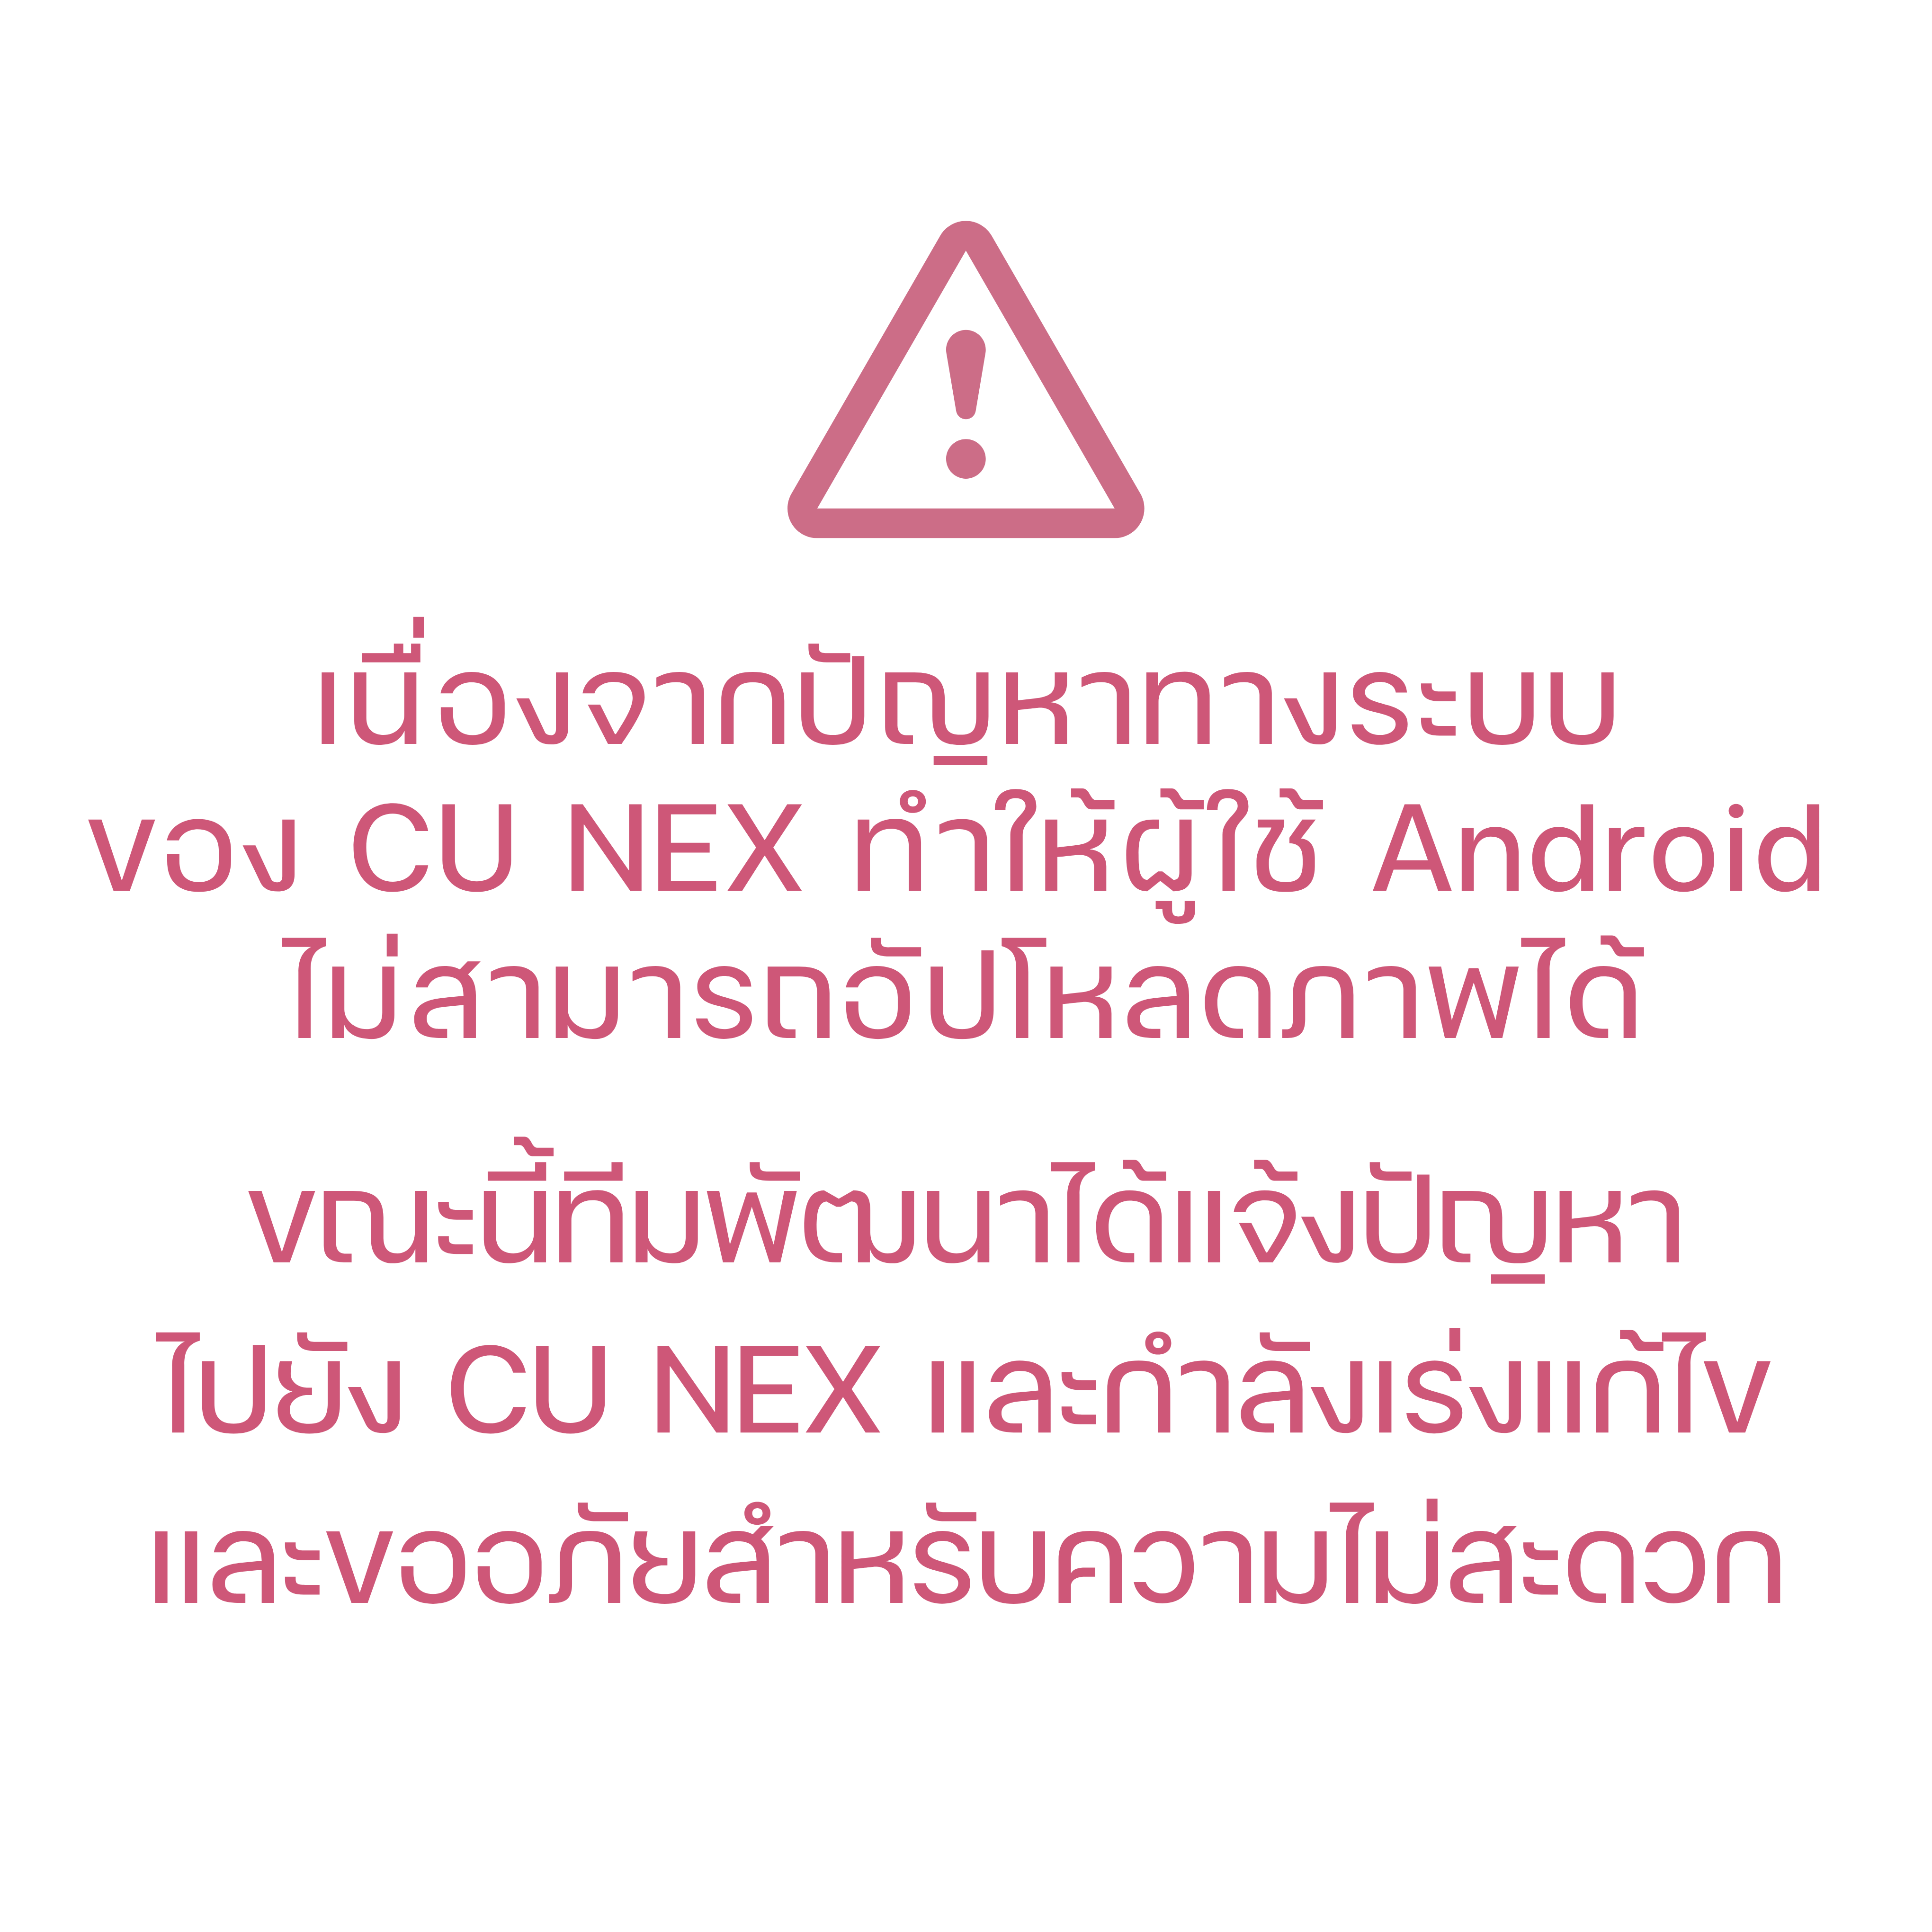 เนื่องจากปัญหาทางระบบ
ของ CU NEX ทำให้ผู้ใช้ Android
ไม่สามารถอัปโหลดภาพได้
ขณะนี้ทีมพัฒนาได้แจ้งปัญหา
ไปยัง CU NEX และกำลังเร่งแก้ไข
และขออภัยสำหรับความไม่สะดวก